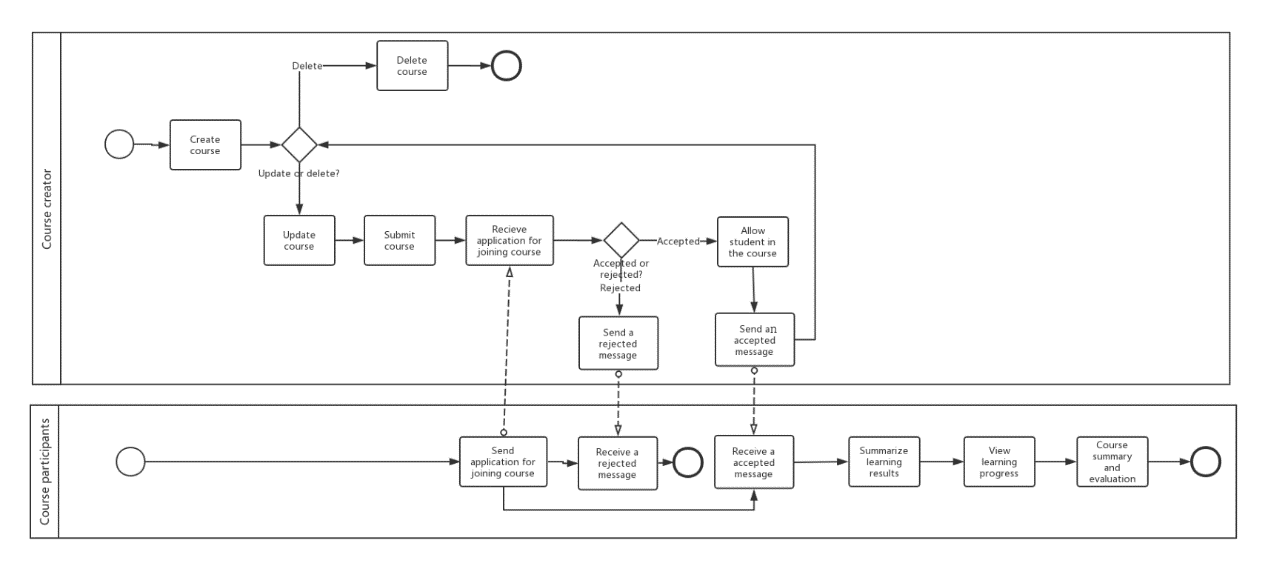 Course creator
Delete
Delete
course
Create
course
Update or delete?
Update
course
Submit
course
Recieve
application for
joining course
Accepted
Accepted or
rejected?
Rejected
Allow
student in
the course
Send a
rejected
message
Send an
accepted
message
Course participants
Send
application for
joining course
Receive a
rejected
message
Receive a
accepted
message
Summarize
learning
results
View
learning
progress
Course
summary
and
evaluation